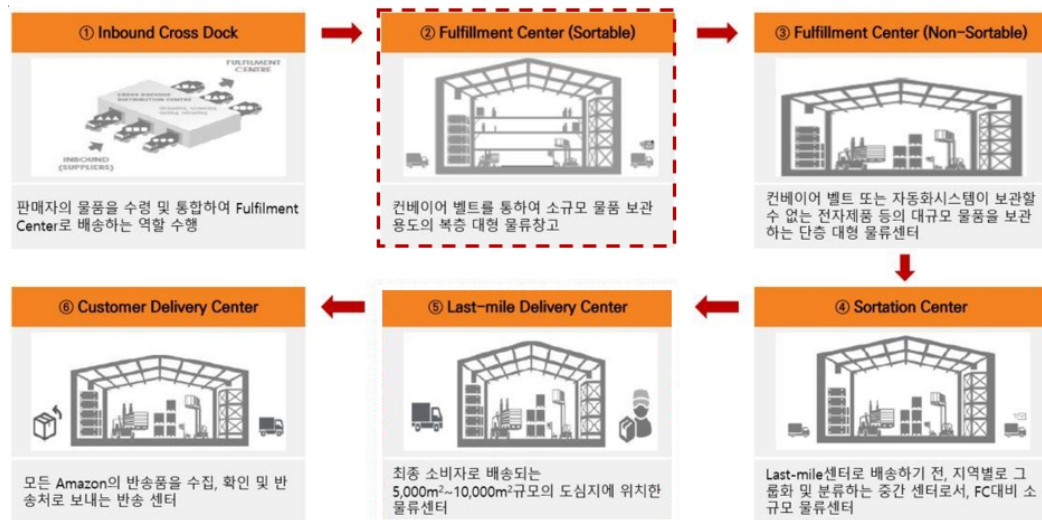 ① Inbound Cross Dock
FULFILMENT
CENTRE
CROSS DOCKING
DISTRIBUTION CENTRE
INBOUND
(SUPPLIERS)
판매자의 물품을 수령 및 통합하여 Fulfilment
Center로 배송하는 역할 수행
② Fulfillment Center (Sortable)
컨베이어 벨트를 통하여 소규모 물품 보관
용도의 복층 대형 물류창고
③ Fulfillment Center (Non-Sortable)
컨베이어 벨트 또는 자동화시스템이 보관할
수 없는 전자제품 등의 대규모 물품을 보관
하는 단층 대형 물류센터
④ Sortation Center
Last-mile센터로 배송하기 전, 지역별로 그
룹화 및 분류하는 중간 센터로서, FC대비 소
규모 물류센터
⑤ Last-mile Delivery Center
최종 소비자로 배송되는
5,000m²~10,000m²규모의 도심지에 위치한
물류센터
⑥ Customer Delivery Center
모든 Amazon의 반송품을 수집, 확인 및 반
송처로 보내는 반송 센터